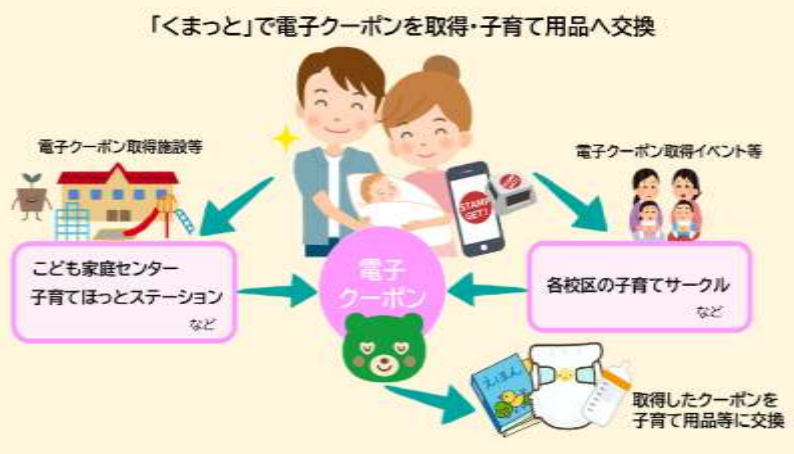 「くまっと」で電子クーポンを取得・子育て用品へ交換
電子クーポン取得施設等
電子クーポン取得イベント等
STAMP
GET!
こども家庭センター
子育てほっとステーション
など
電子
クーポン
各校区の子育てサークル
など
えほん
取得したクーポンを
子育て用品等に交換